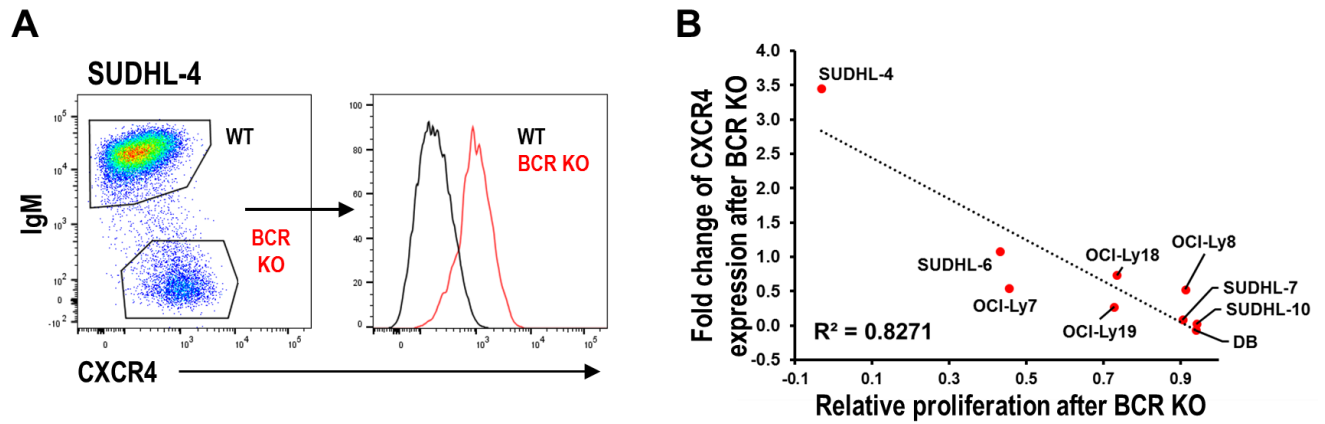 A
SUDHL-4
IgM
10^5
10^4
10^3
10^2
0
-10^2
WT
BCR
KO
0
10^3
10^4
10^5
100
80
60
40
20
0
WT
BCR KO
0
10^3
10^4
10^5
CXCR4
B
Fold change of CXCR4
expression after BCR KO
4.0
3.5
3.0
2.5
2.0
1.5
1.0
0.5
0.0
-0.5
SUDHL-4
SUDHL-6
OCI-Ly7
OCI-Ly18
OCI-Ly8
OCI-Ly19
SUDHL-7
SUDHL-10
DB
R² = 0.8271
-0.1 0.1 0.3 0.5 0.7 0.9
Relative proliferation after BCR KO